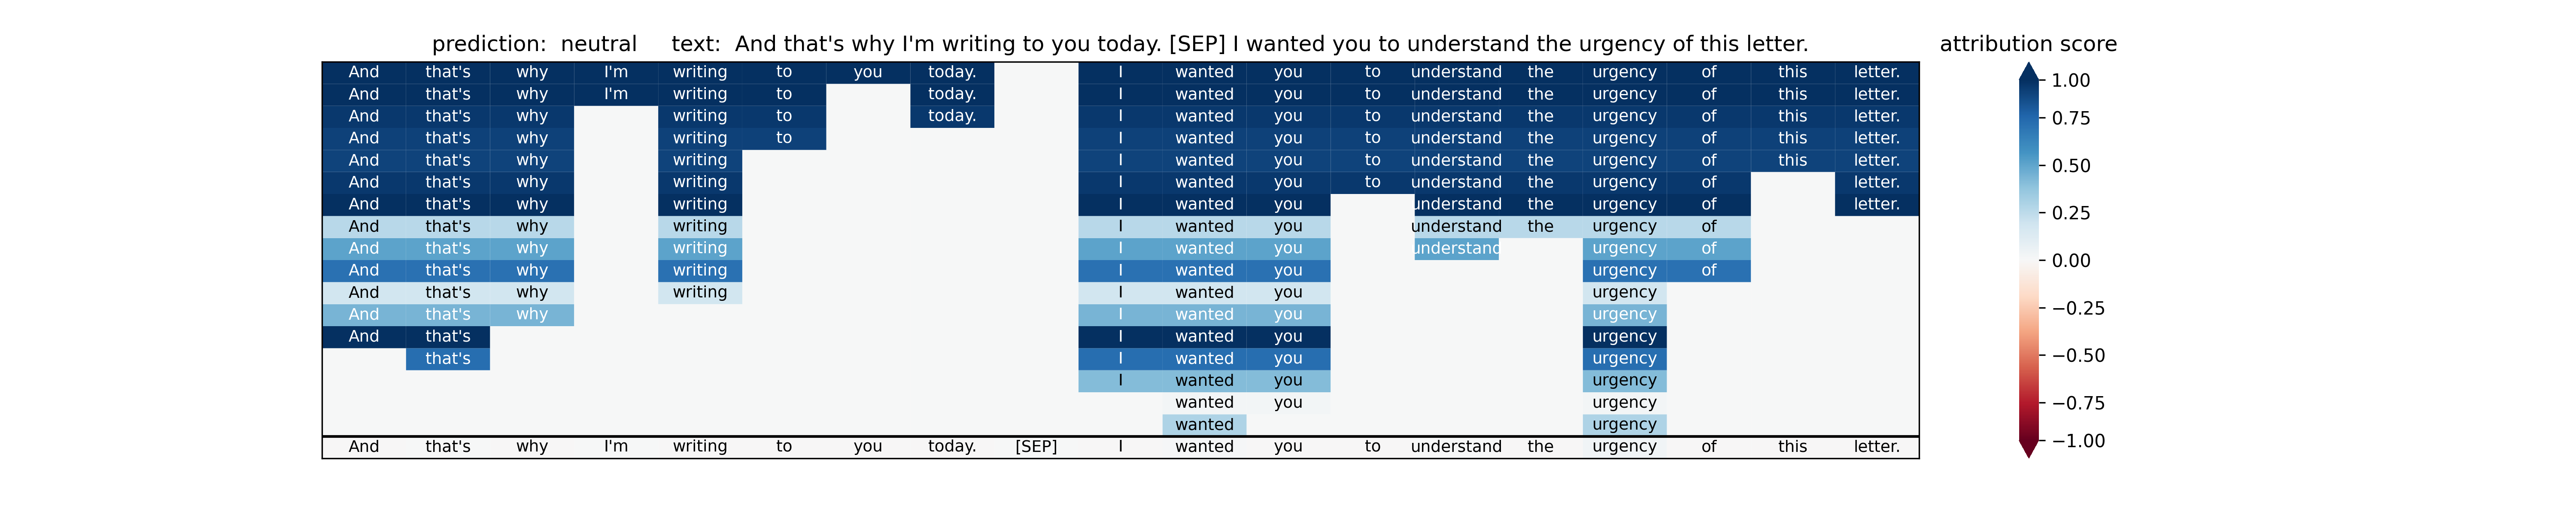 prediction: neutral text: And that's why I'm writing to you today. [SEP] I wanted you to understand the urgency of this letter.
attribution score
And that's why I'm writing to you today. I wanted you to understand the urgency of this letter.
And that's why I'm writing to today. I wanted you to understand the urgency of this letter.
And that's why writing to today. I wanted you to understand the urgency of this letter.
And that's why writing to I wanted you to understand the urgency of this letter.
And that's why writing I wanted you to understand the urgency of this letter.
And that's why writing I wanted you to understand the urgency of letter.
And that's why writing I wanted you understand the urgency of letter.
And that's why writing I wanted you understand the urgency of
And that's why writing I wanted you understand urgency of
And that's why writing I wanted you urgency of
And that's why writing I wanted you urgency
And that's why I wanted you urgency
And that's I wanted you urgency
that's I wanted you urgency
I wanted you urgency
wanted you urgency
wanted urgency
And that's why I'm writing to you today. [SEP] I wanted you to understand the urgency of this letter.
1.00
0.75
0.50
0.25
0.00
−0.25
−0.50
−0.75
−1.00